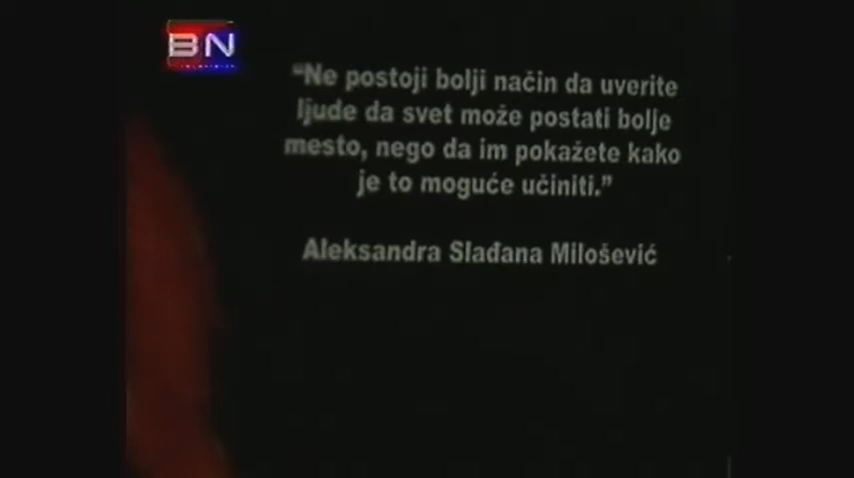 BN
“Ne postoji bolji način da uverite
ljude da svet može postati bolje
mesto, nego da im pokažete kako
je to moguće učiniti.”
Aleksandra Slađana Milošević